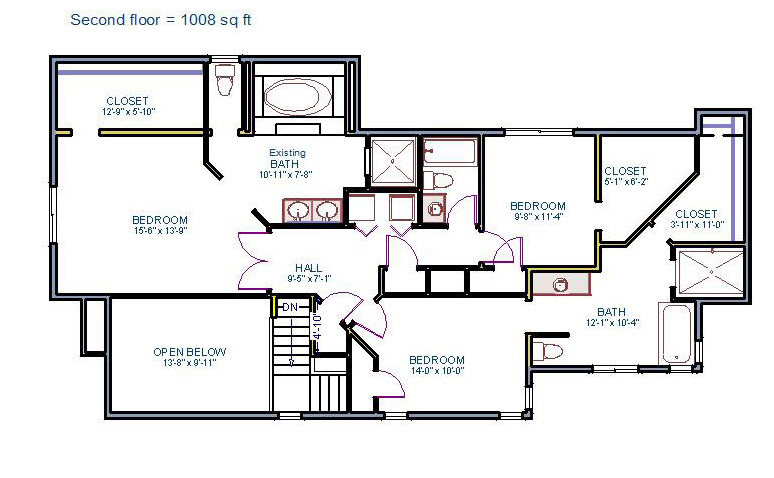 Second floor = 1008 sq ft
CLOSET
12'-9" x 5'-10"
Existing
BATH
10'-11" x 7'-8"
CLOSET
5'-1" x 6'-2"
BEDROOM
9'-8" x 11'-4"
CLOSET
3'-11" x 11'-0"
BEDROOM
15'-6" x 13'-9"
HALL
9'-5" x 7'-1"
DN
4'-10"
BATH
12'-1" x 10'-4"
OPEN BELOW
13'-8" x 9'-11"
BEDROOM
14'-0" x 10'-0"